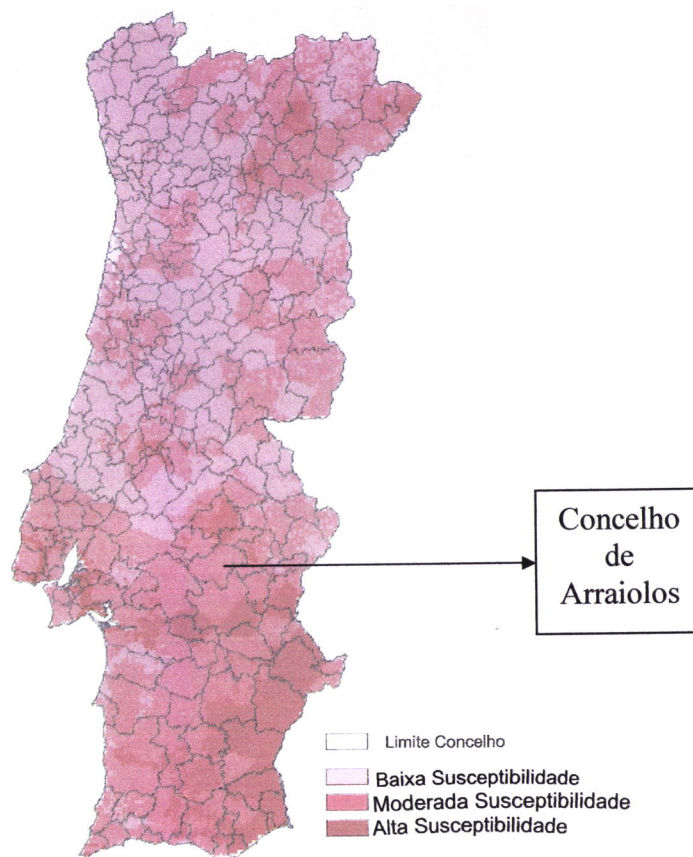 Concelho
de
Arraiolos
Limite Concelho
Baixa Susceptibilidade
Moderada Susceptibilidade
Alta Susceptibilidade